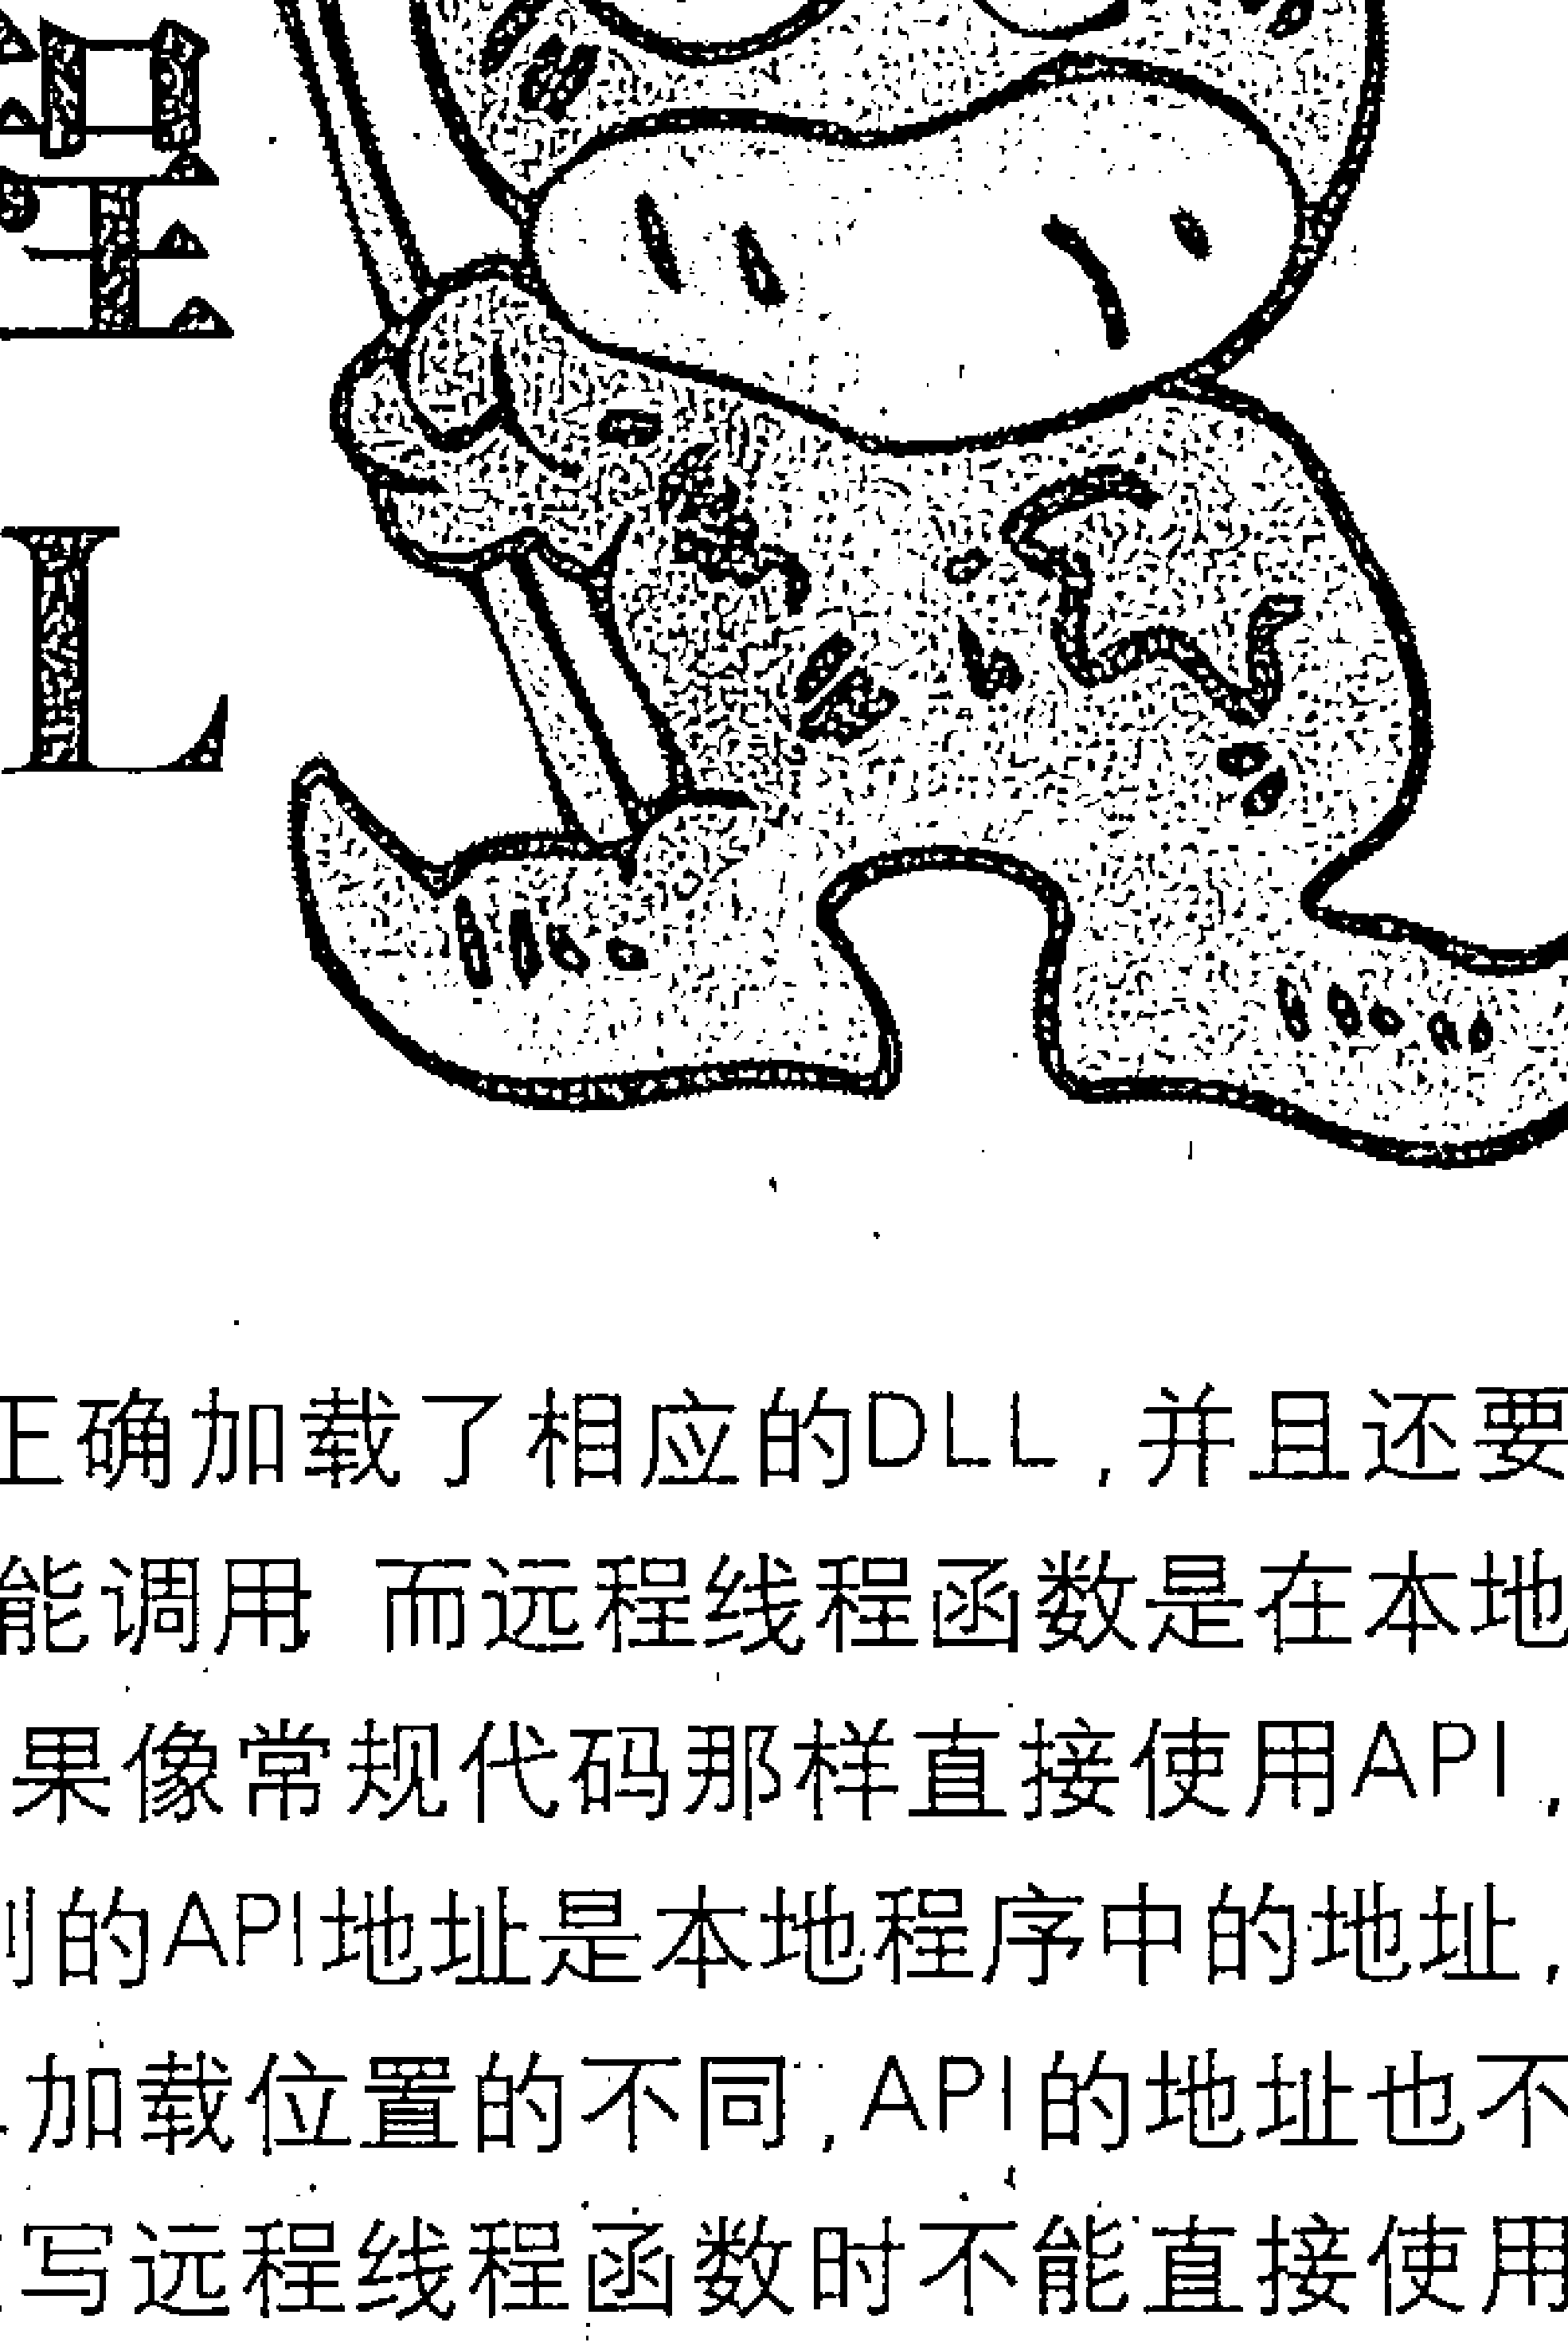 程
L
正确加载了相应的DLL,并且还要
能调用 而远程线程函数是在本地
果像常规代码那样直接使用API,
的API地址是本地程序中的地址,
加载位置的不同,API的地址也不
写远程线程函数时不能直接使用